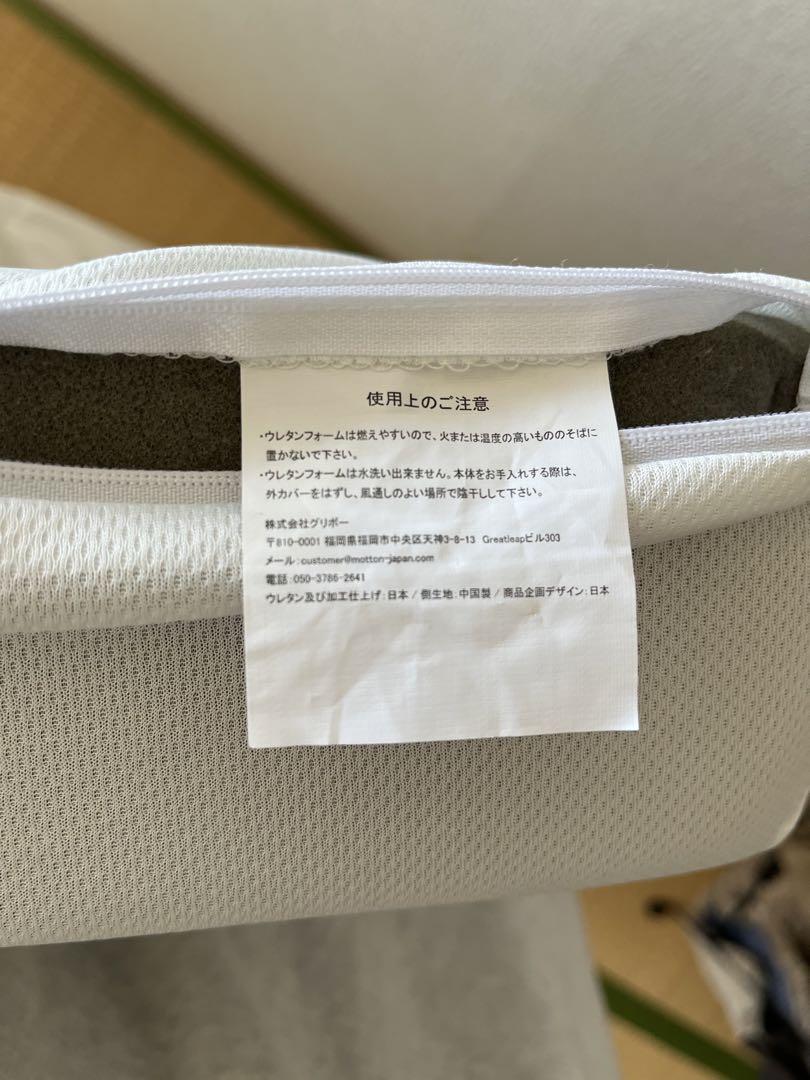 使用上のご注意
・ウレタンフォームは燃えやすいので、火または温度の高いもののそばに
置かないで下さい。
・ウレタンフォームは水洗い出来ません。本体をお手入れする際は、
外カバーをはずし、風通しのよい場所で陰干しして下さい。
株式会社グリボー
〒810-0001 福岡県福岡市中央区天神3-8-13 Greatleapビル303
メール：customer@motton-japan.com
電話：050-3786-2641
ウレタン及び加工仕上げ：日本 / 側生地：中国製 / 商品企画デザイン：日本